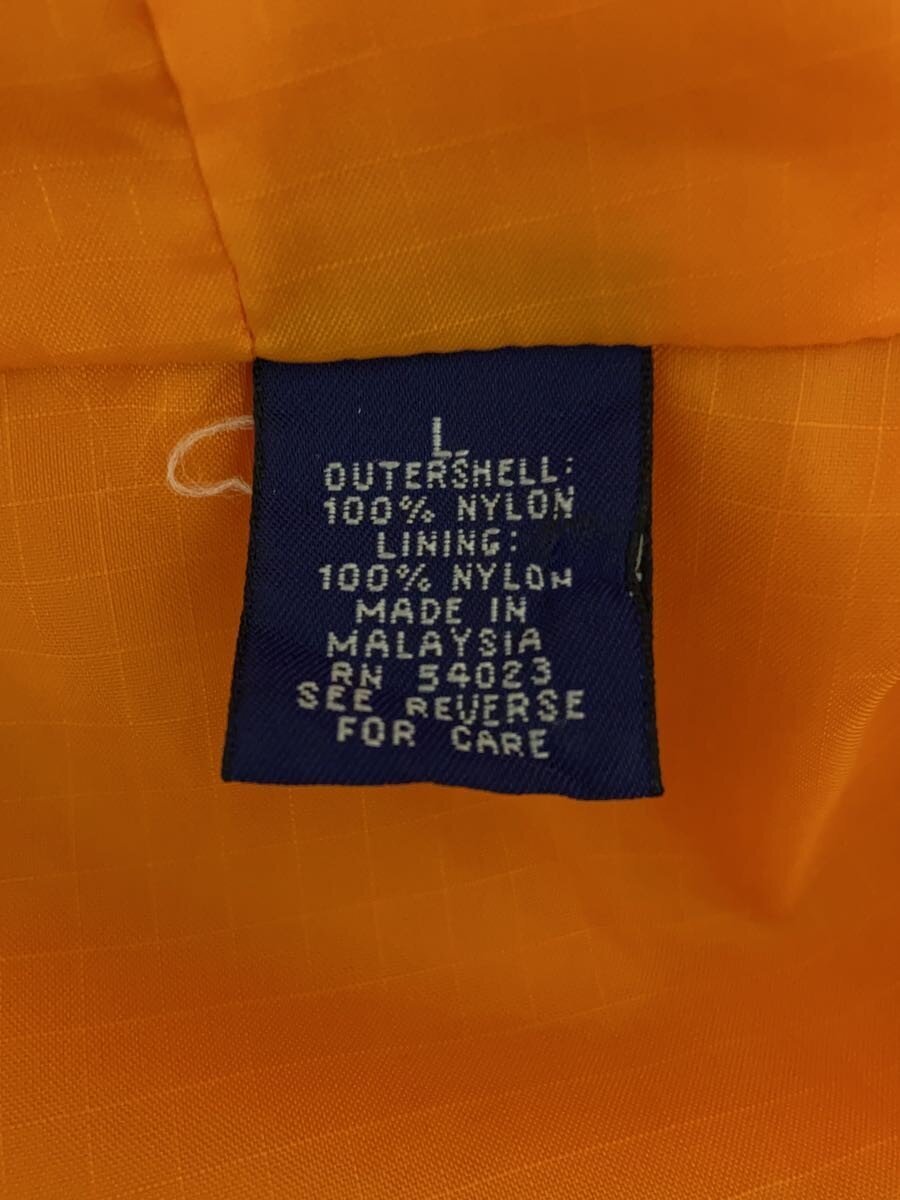 L
OUTERSHELL:
100% NYLON
LINING:
100% NYLON
MADE IN
MALAYSIA
RN 54023
SEE REVERSE
FOR CARE